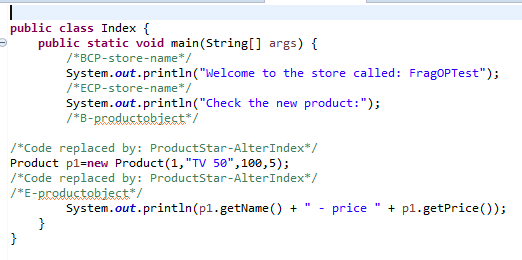 public class Index {
    public static void main(String[] args) {
        /*BCP-store-name*/
        System.out.println("Welcome to the store called: FragOPTest");
        /*ECP-store-name*/
        System.out.println("Check the new product:");
        /*B-productobject*/
/*Code replaced by: ProductStar-AlterIndex*/
Product p1=new Product(1,"TV 50",100,5);
/*Code replaced by: ProductStar-AlterIndex*/
/*E-productobject*/
        System.out.println(p1.getName() + " - price " + p1.getPrice());
    }
}